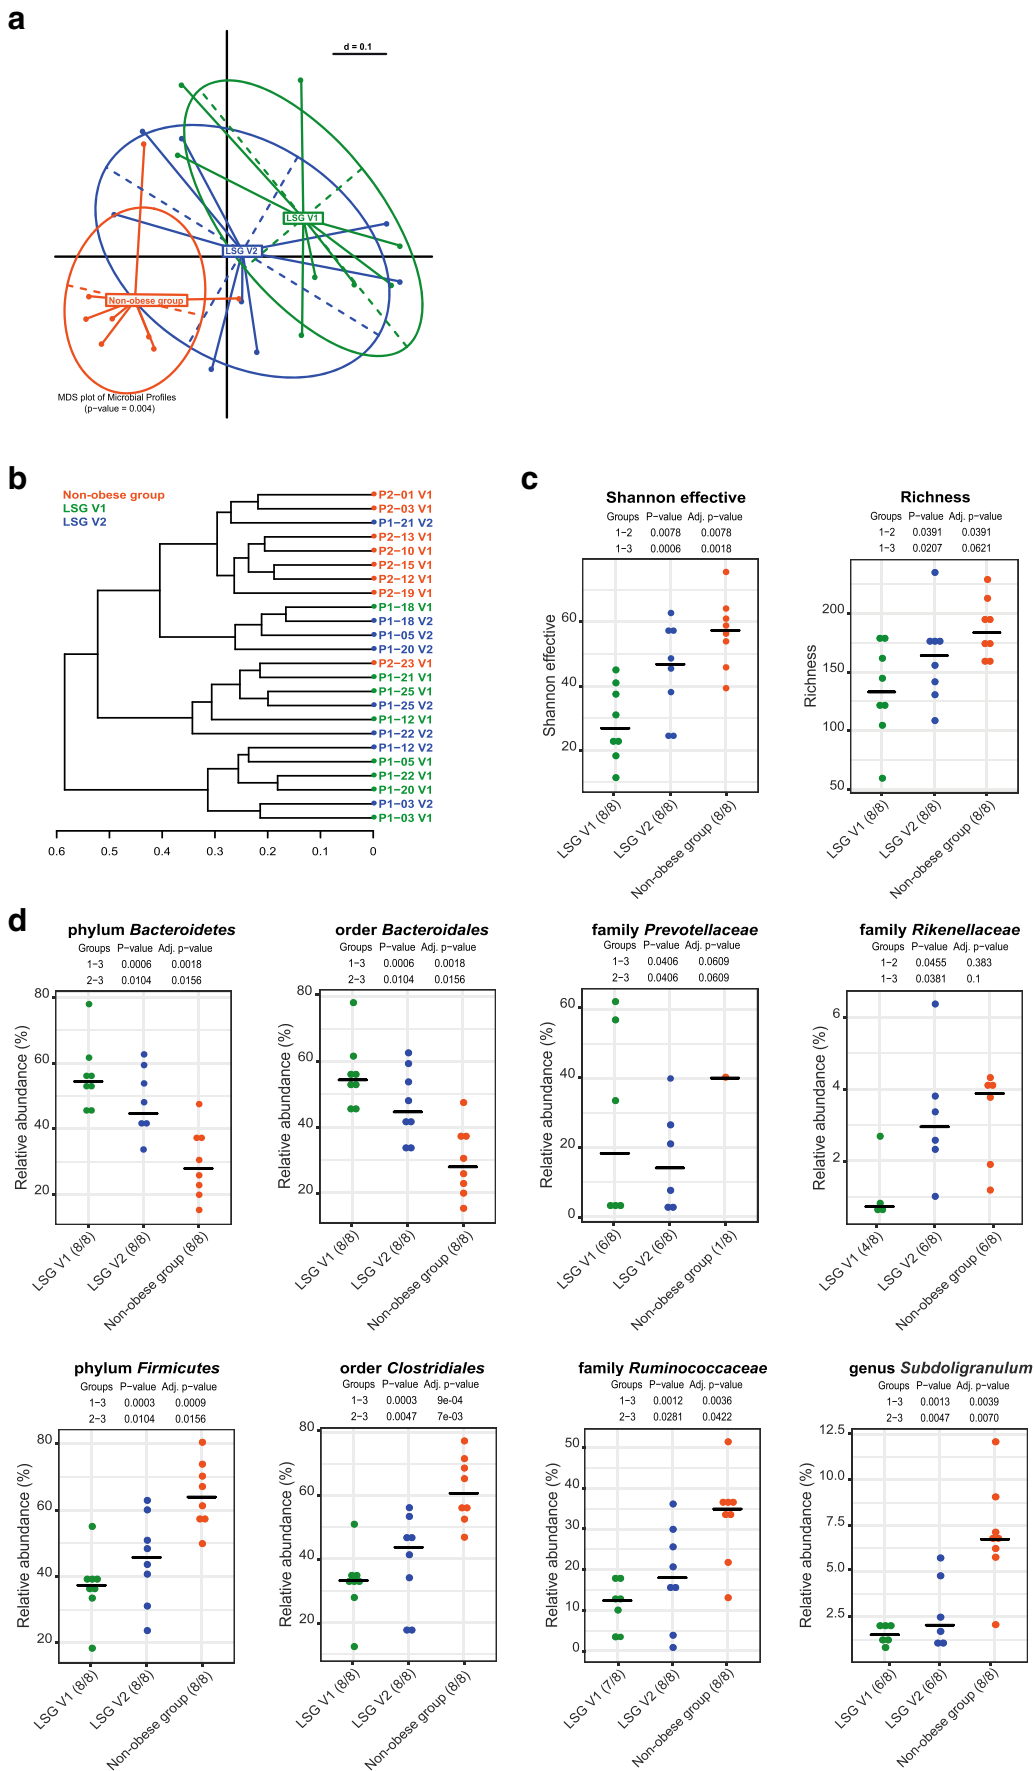 a
d = 0.1
LSG V1
LSG V2
Non-obese group
MDS plot of Microbial Profiles
(p−value = 0.004)
b
Non-obese group
LSG V1
LSG V2
P2−01 V1
P2−03 V1
P1−21 V2
P2−13 V1
P2−10 V1
P2−15 V1
P2−12 V1
P2−19 V1
P1−18 V1
P1−18 V2
P1−05 V2
P1−20 V2
P2−23 V1
P1−21 V1
P1−25 V1
P1−25 V2
P1−12 V1
P1−22 V2
P1−12 V2
P1−05 V1
P1−22 V1
P1−20 V1
P1−03 V2
P1−03 V1
0.6 0.5 0.4 0.3 0.2 0.1 0
c
Shannon effective
Groups P−value Adj. p−value
1−2 0.0078 0.0078
1−3 0.0006 0.0018
Shannon effective
60
40
20
LSG V1 (8/8)
LSG V2 (8/8)
Non-obese group (8/8)
Richness
Groups P−value Adj. p−value
1−2 0.0391 0.0391
1−3 0.0207 0.0621
Richness
200
150
100
50
LSG V1 (8/8)
LSG V2 (8/8)
Non-obese group (8/8)
d
phylum Bacteroidetes
Groups P−value Adj. p−value
1−3 0.0006 0.0018
2−3 0.0104 0.0156
Relative abundance (%)
80
60
40
20
LSG V1 (8/8)
LSG V2 (8/8)
Non-obese group (8/8)
order Bacteroidales
Groups P−value Adj. p−value
1−3 0.0006 0.0018
2−3 0.0104 0.0156
Relative abundance (%)
80
60
40
20
LSG V1 (8/8)
LSG V2 (8/8)
Non-obese group (8/8)
family Prevotellaceae
Groups P−value Adj. p−value
1−3 0.0406 0.0609
2−3 0.0406 0.0609
Relative abundance (%)
60
40
20
0
LSG V1 (6/8)
LSG V2 (6/8)
Non-obese group (1/8)
family Rikenellaceae
Groups P−value Adj. p−value
1−2 0.0455 0.383
1−3 0.0381 0.1
Relative abundance (%)
6
4
2
LSG V1 (4/8)
LSG V2 (6/8)
Non-obese group (6/8)
phylum Firmicutes
Groups P−value Adj. p−value
1−3 0.0003 0.0009
2−3 0.0104 0.0156
Relative abundance (%)
80
60
40
20
LSG V1 (8/8)
LSG V2 (8/8)
Non-obese group (8/8)
order Clostridiales
Groups P−value Adj. p−value
1−3 0.0003 9e-04
2−3 0.0047 7e-03
Relative abundance (%)
80
60
40
20
LSG V1 (8/8)
LSG V2 (8/8)
Non-obese group (8/8)
family Ruminococcaceae
Groups P−value Adj. p−value
1−3 0.0012 0.0036
2−3 0.0281 0.0422
Relative abundance (%)
50
40
30
20
10
0
LSG V1 (7/8)
LSG V2 (8/8)
Non-obese group (8/8)
genus Subdoligranulum
Groups P−value Adj. p−value
1−3 0.0013 0.0039
2−3 0.0047 0.0070
Relative abundance (%)
12.5
10.0
7.5
5.0
2.5
LSG V1 (6/8)
LSG V2 (6/8)
Non-obese group (8/8)